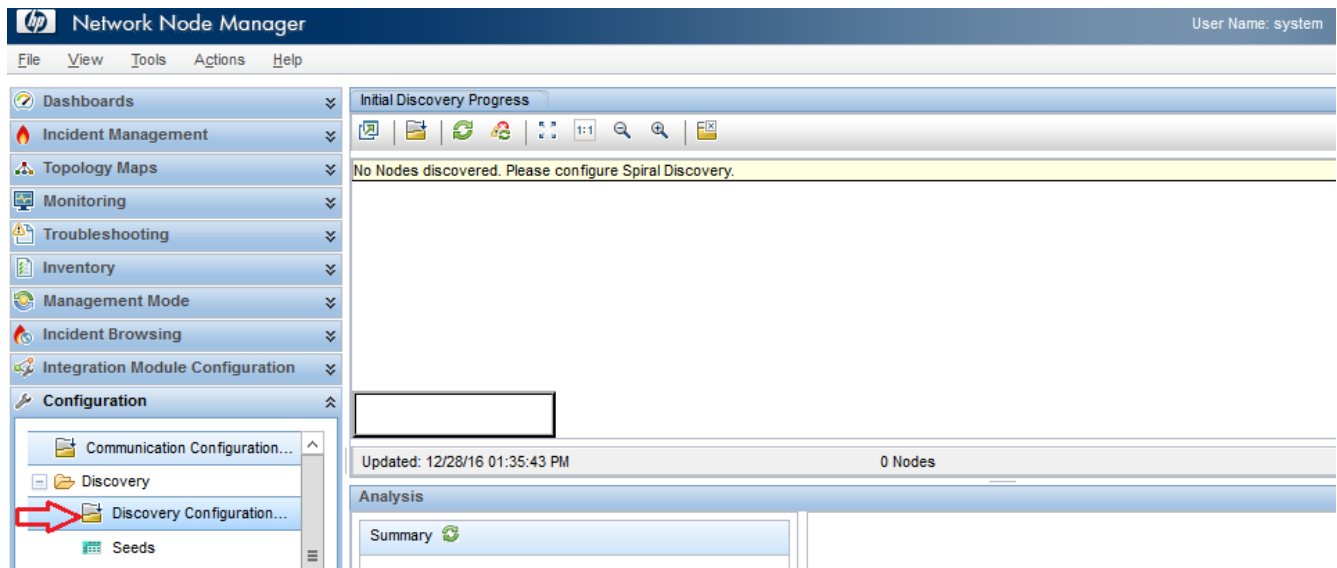 hp Network Node Manager User Name: system
File View Tools Actions Help
Dashboards
Incident Management
Topology Maps
Monitoring
Troubleshooting
Inventory
Management Mode
Incident Browsing
Integration Module Configuration
Configuration
Communication Configuration...
Discovery
Discovery Configuration...
Seeds
Initial Discovery Progress
1:1
No Nodes discovered. Please configure Spiral Discovery.
Updated: 12/28/16 01:35:43 PM 0 Nodes
Analysis
Summary